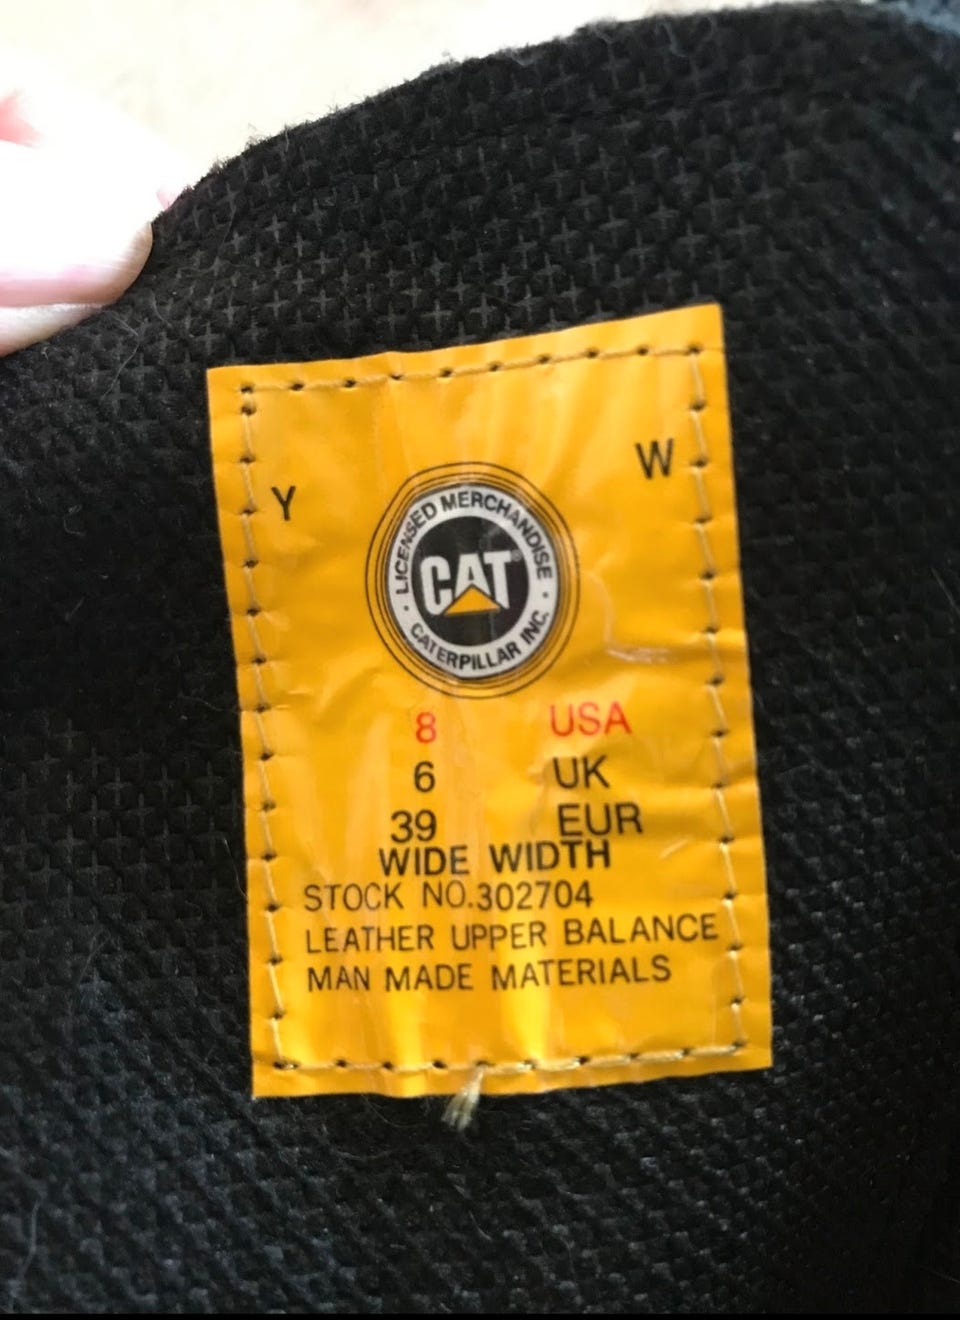 Y W
LICENSED MERCHANDISE
CAT
· CATERPILLAR INC. ·
8 USA
6 UK
39 EUR
WIDE WIDTH
STOCK NO.302704
LEATHER UPPER BALANCE
MAN MADE MATERIALS